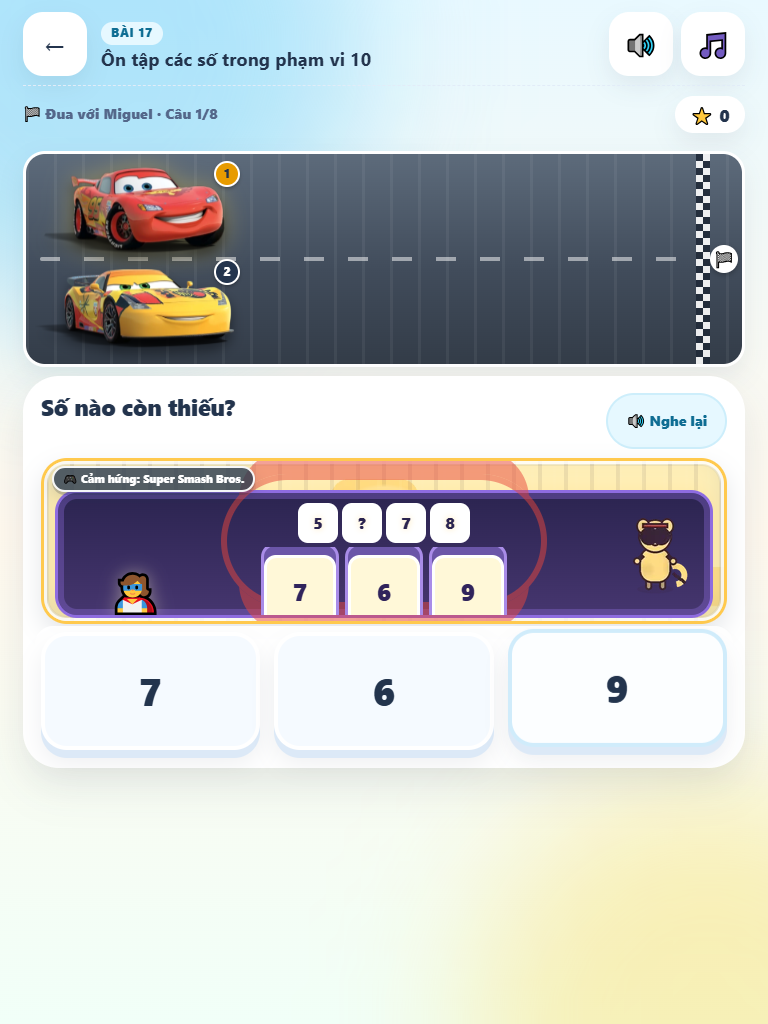 ←
BÀI 17
Ôn tập các số trong phạm vi 10
Đua với Miguel · Câu 1/8
0
1
2
Số nào còn thiếu?
Nghe lại
Cảm hứng: Super Smash Bros.
5 ? 7 8
7 6 9
7 6 9